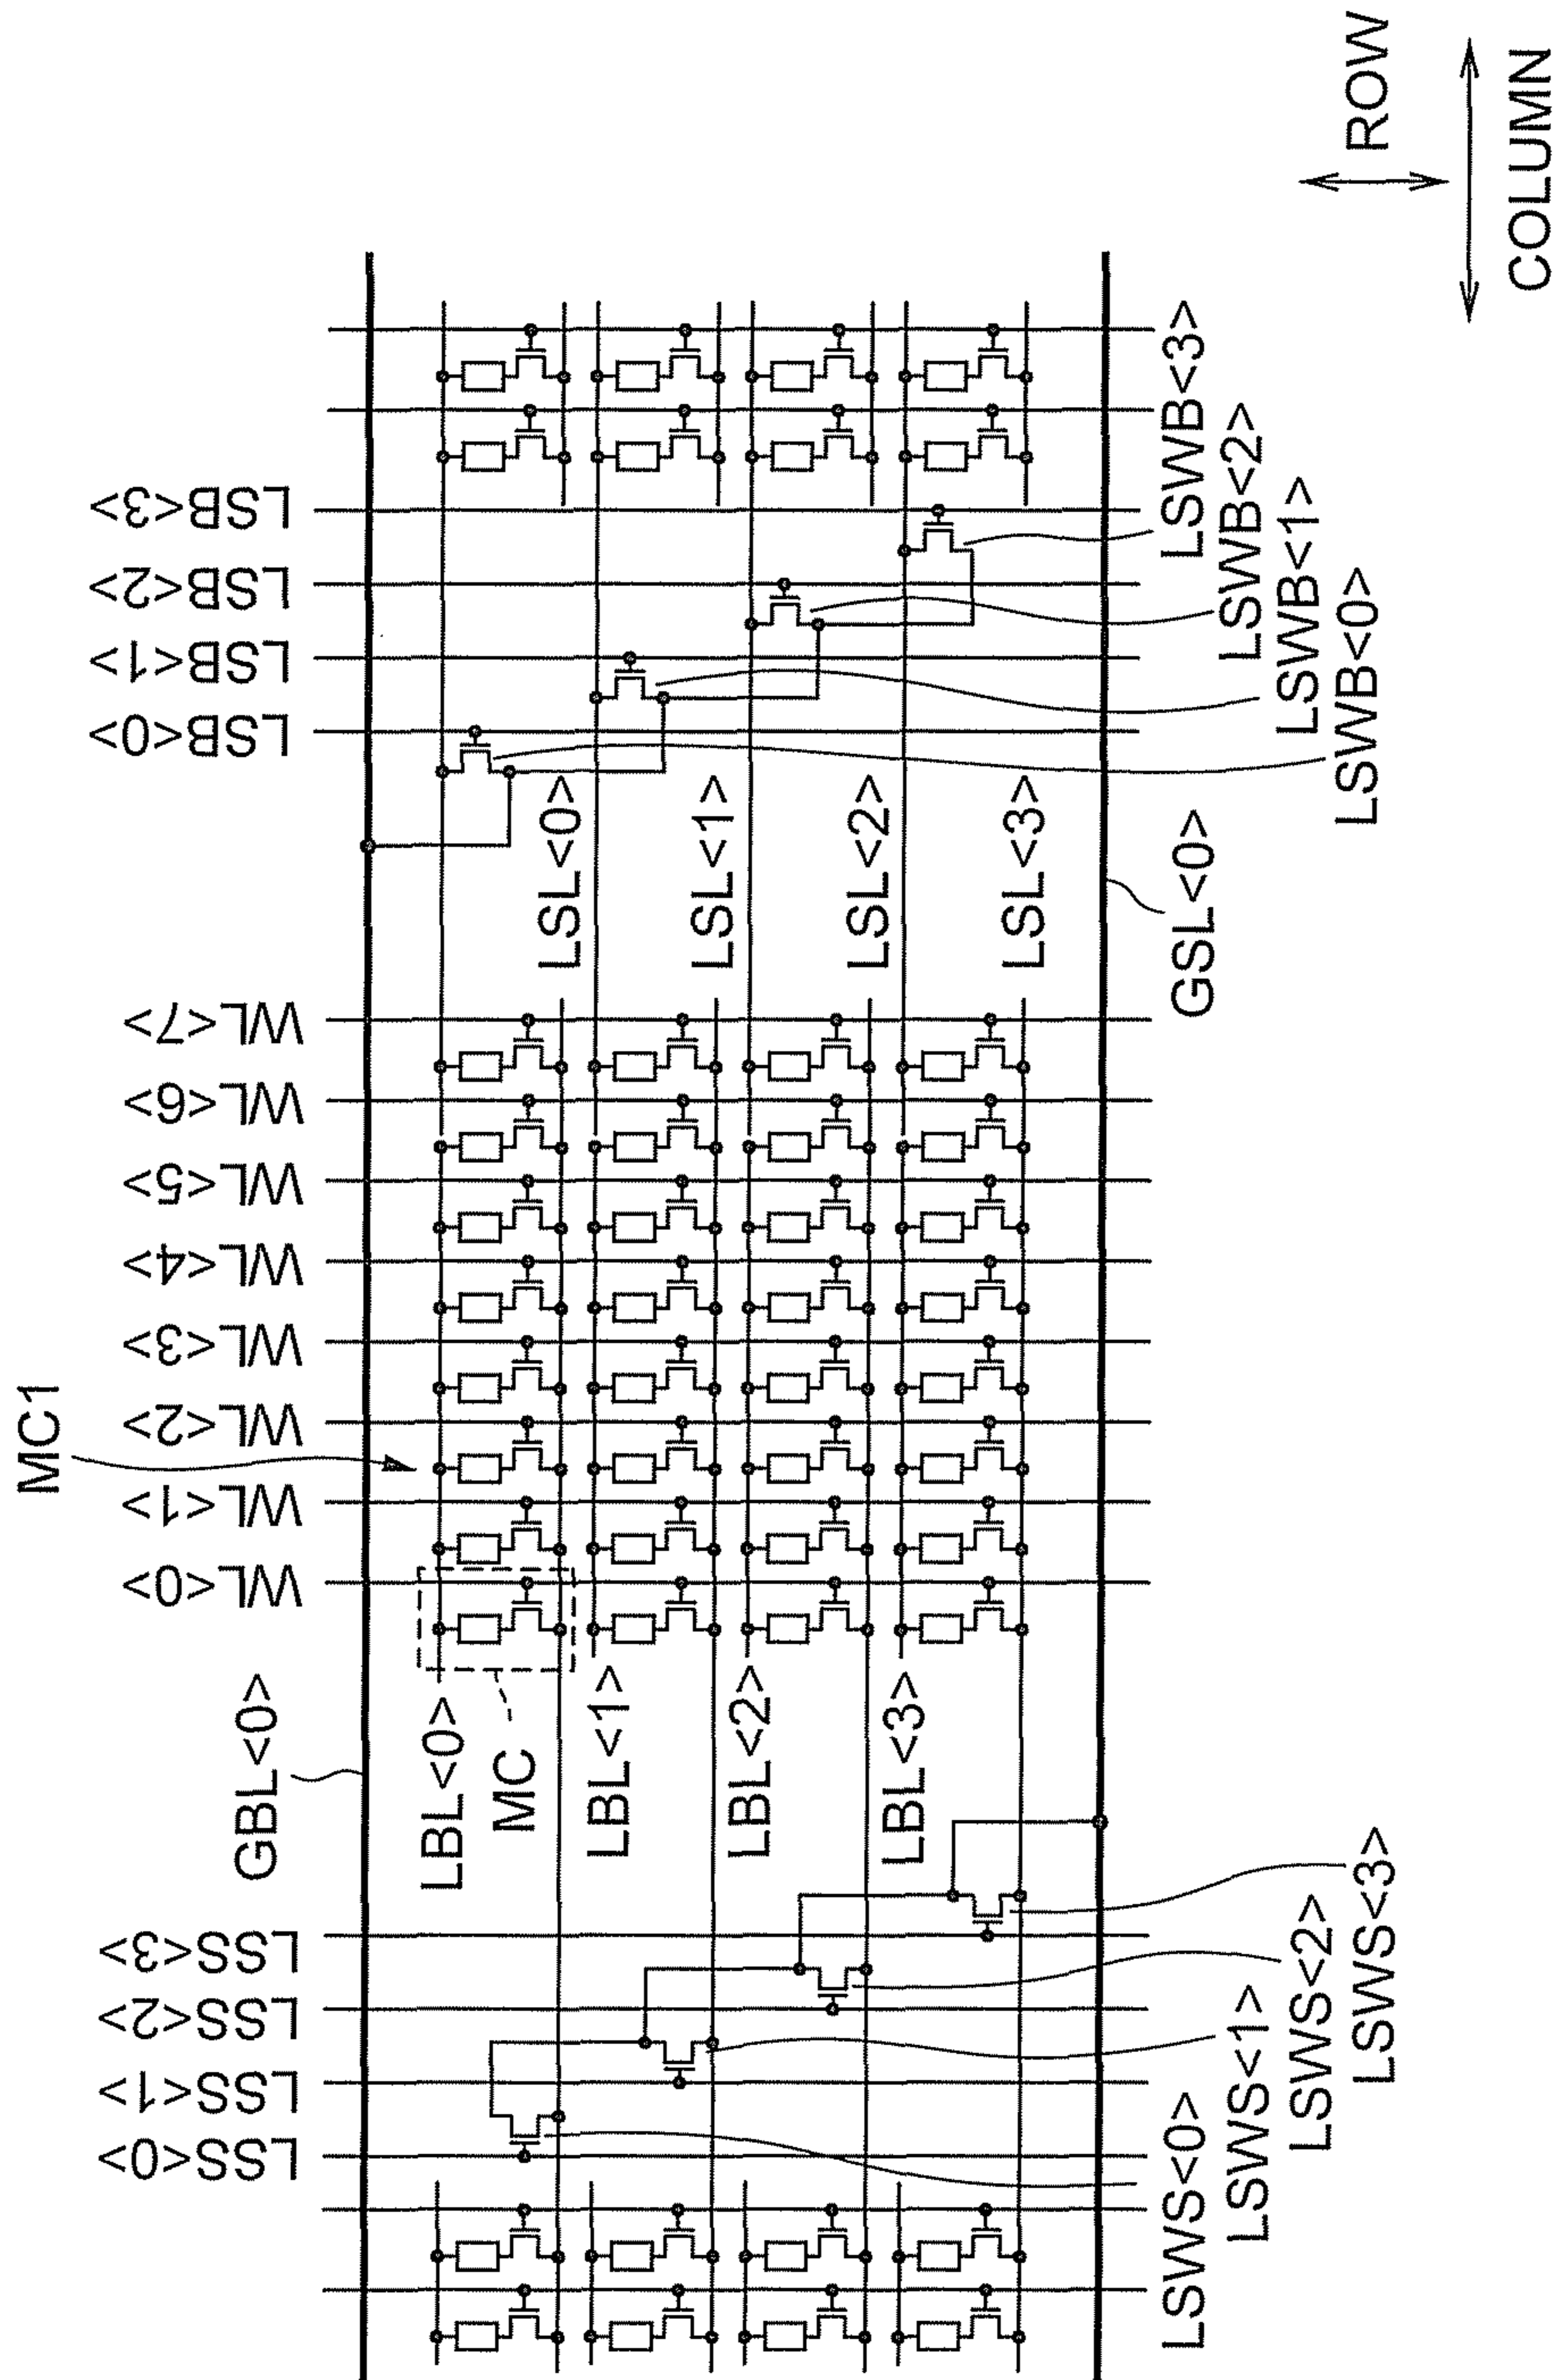 MC1
GBL<0>
WL<0>
WL<1>
WL<2>
WL<3>
WL<4>
WL<5>
WL<6>
WL<7>
LSS<0>
LSS<1>
LSS<2>
LSS<3>
LSB<0>
LSB<1>
LSB<2>
LSB<3>
LBL<0>
MC
LBL<1>
LBL<2>
LBL<3>
LSL<0>
LSL<1>
LSL<2>
LSL<3>
GSL<0>
LSWS<0>
LSWS<1>
LSWS<2>
LSWS<3>
LSWB<3>
LSWB<2>
LSWB<1>
LSWB<0>
ROW
COLUMN